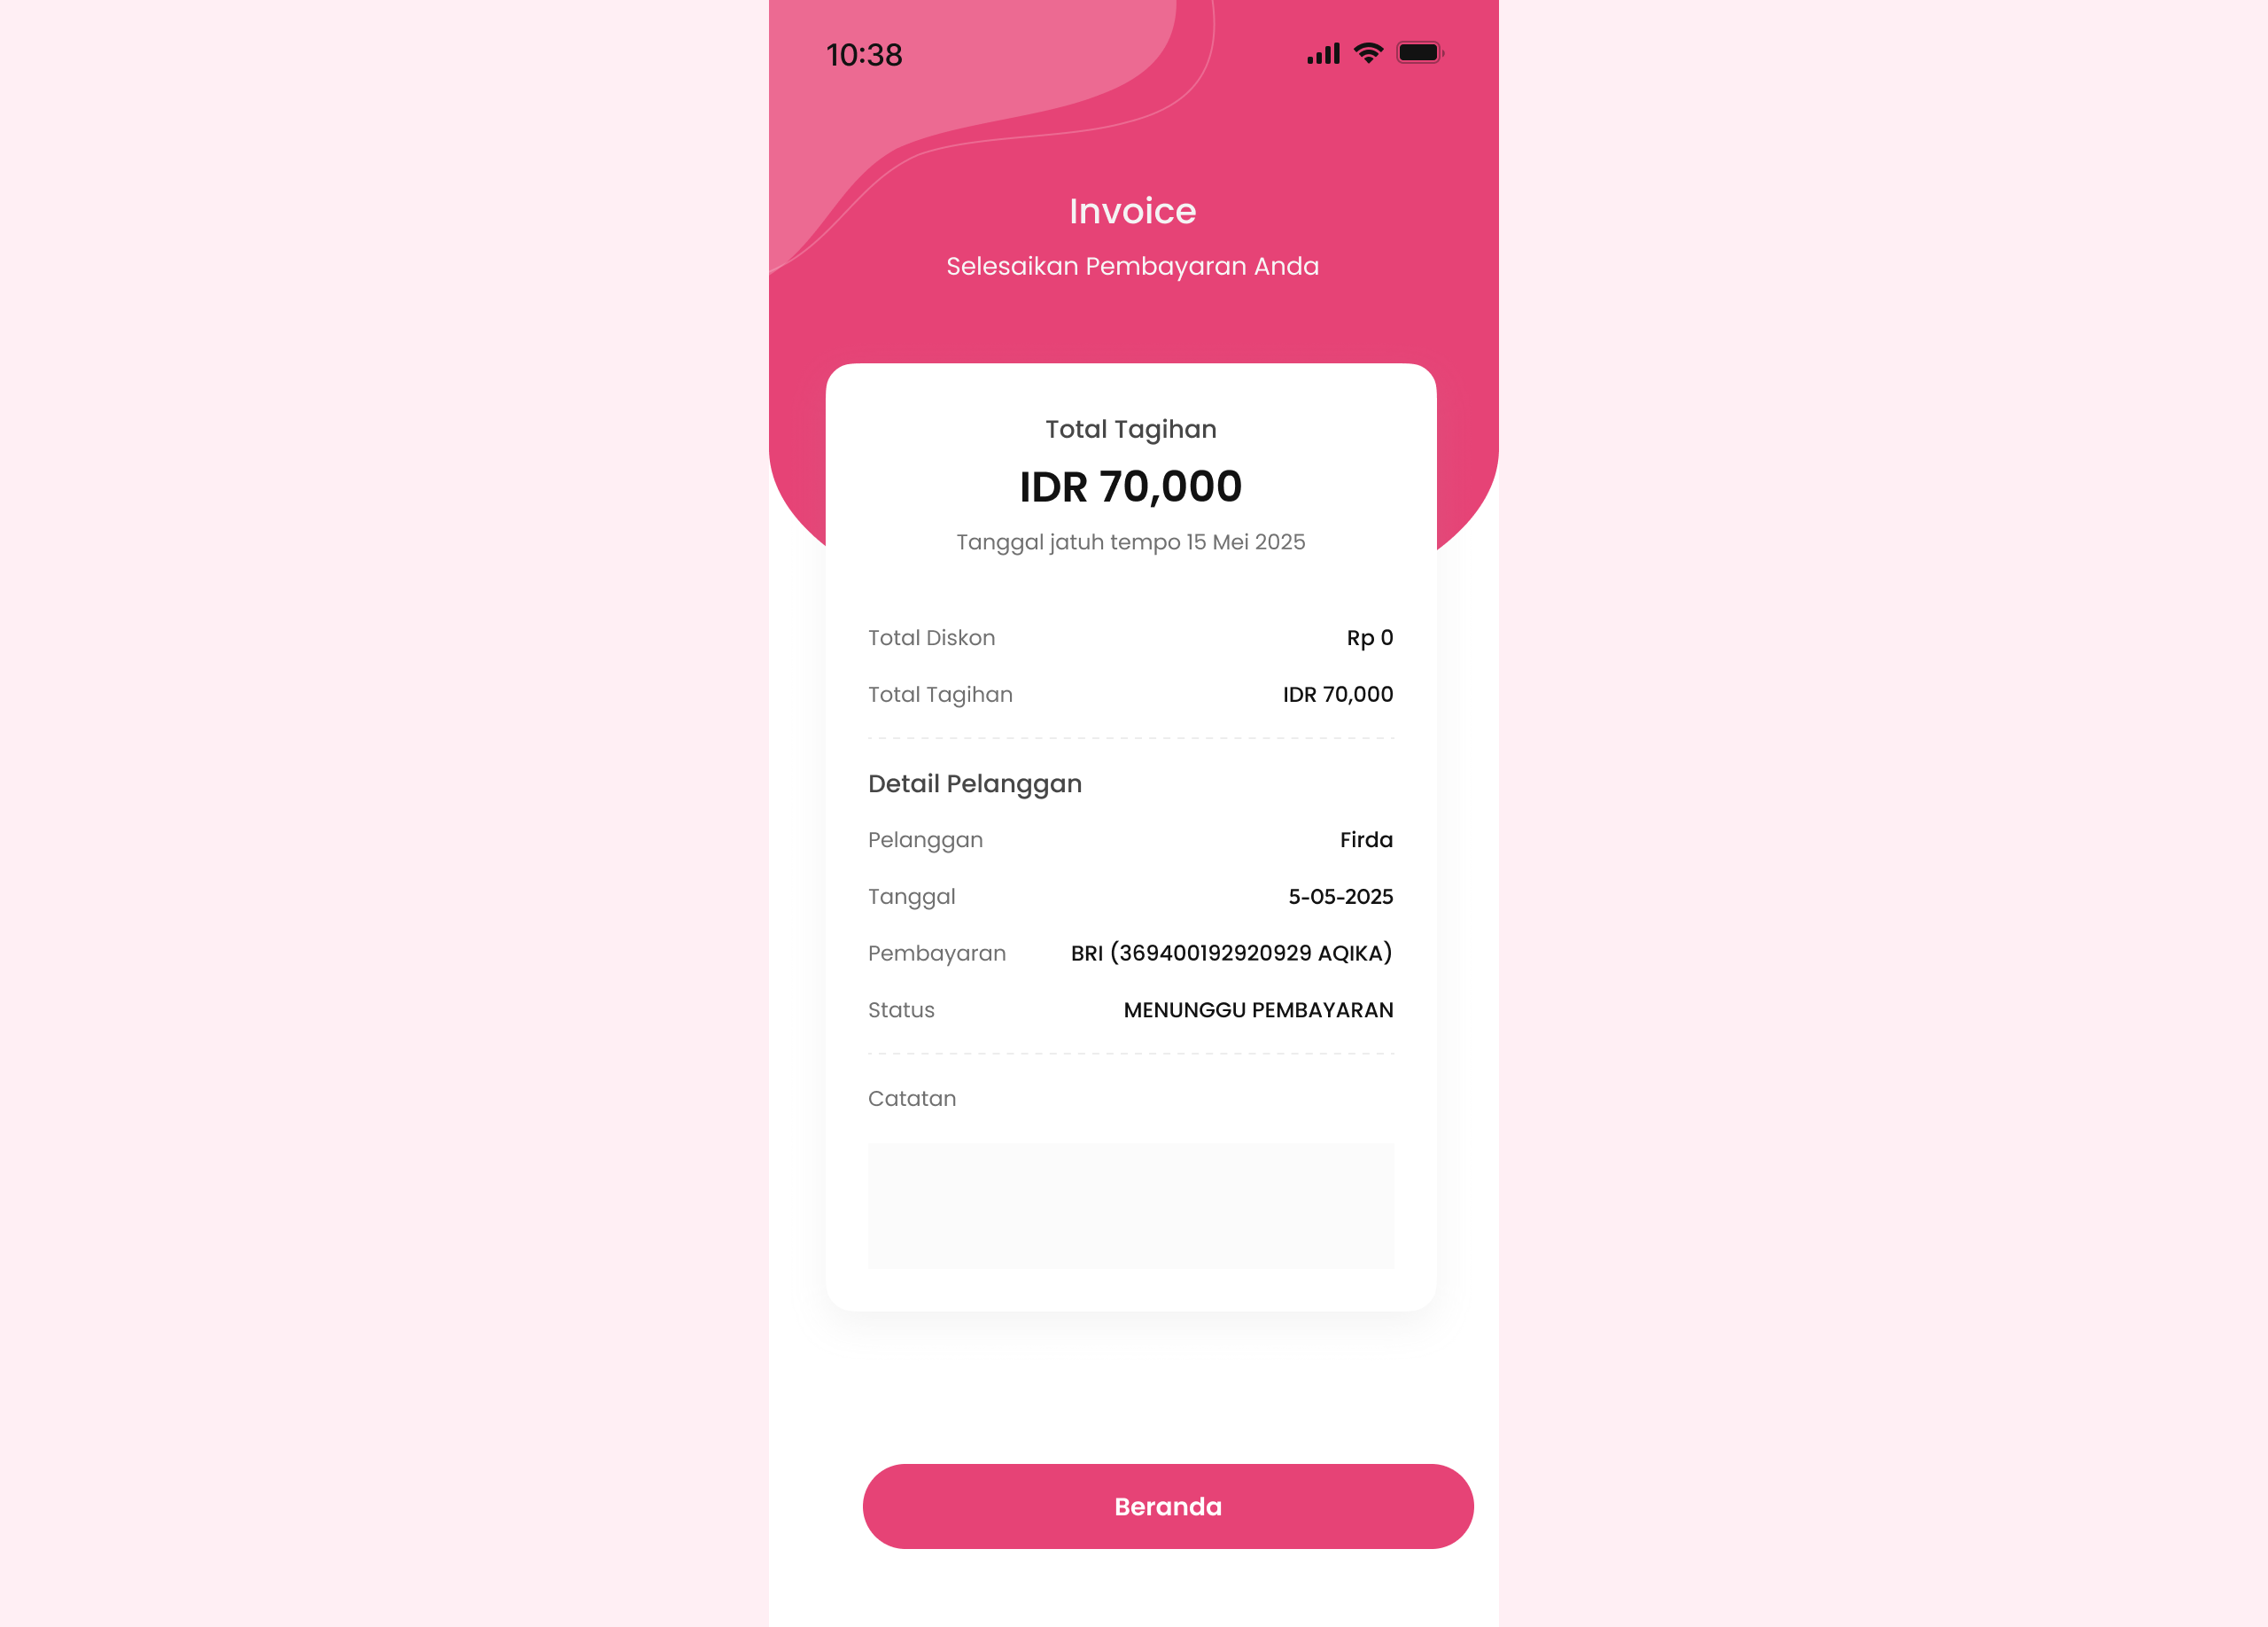 10:38
Invoice
Selesaikan Pembayaran Anda
Total Tagihan
IDR 70,000
Tanggal jatuh tempo 15 Mei 2025
Total Diskon Rp 0
Total Tagihan IDR 70,000
Detail Pelanggan
Pelanggan Firda
Tanggal 5-05-2025
Pembayaran BRI (369400192920929 AQIKA)
Status MENUNGGU PEMBAYARAN
Catatan
Beranda